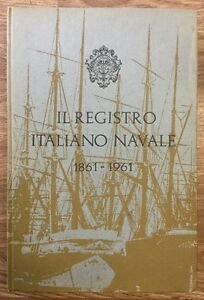 IL REGISTRO
ITALIANO NAVALE
1861-1961